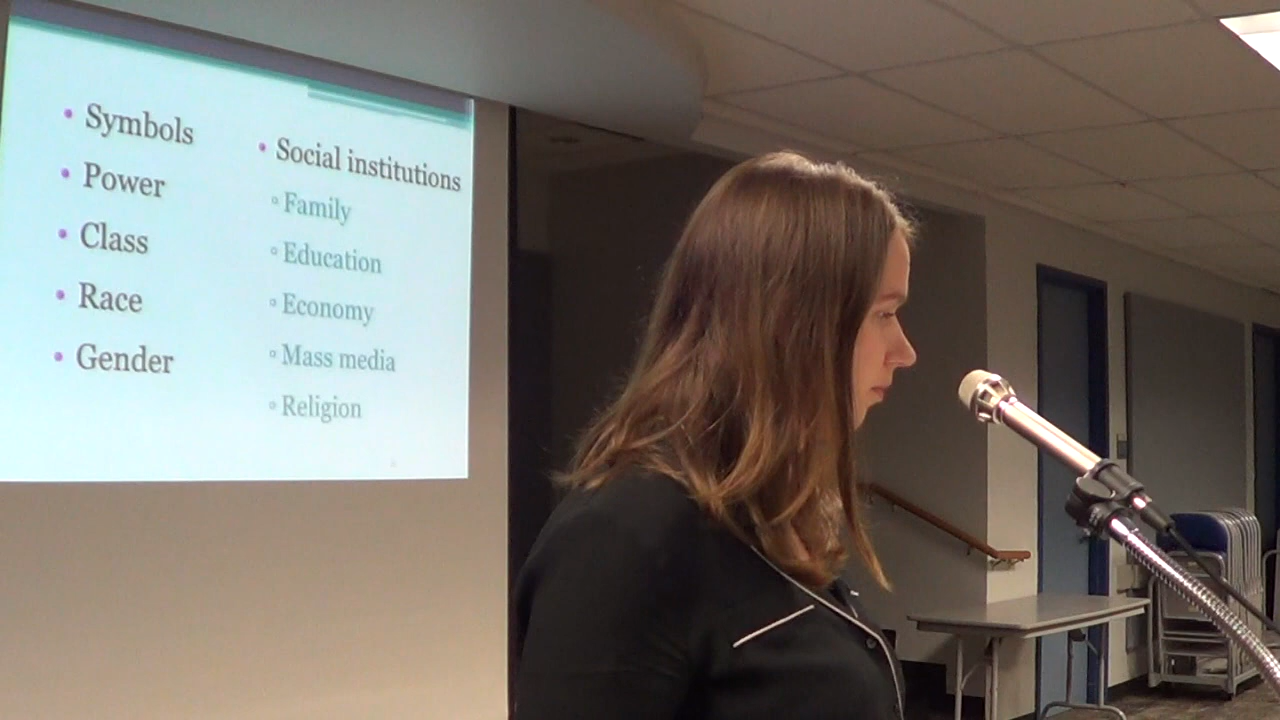 • Symbols
• Power
• Class
• Race
• Gender
• Social institutions
▫ Family
▫ Education
▫ Economy
▫ Mass media
▫ Religion